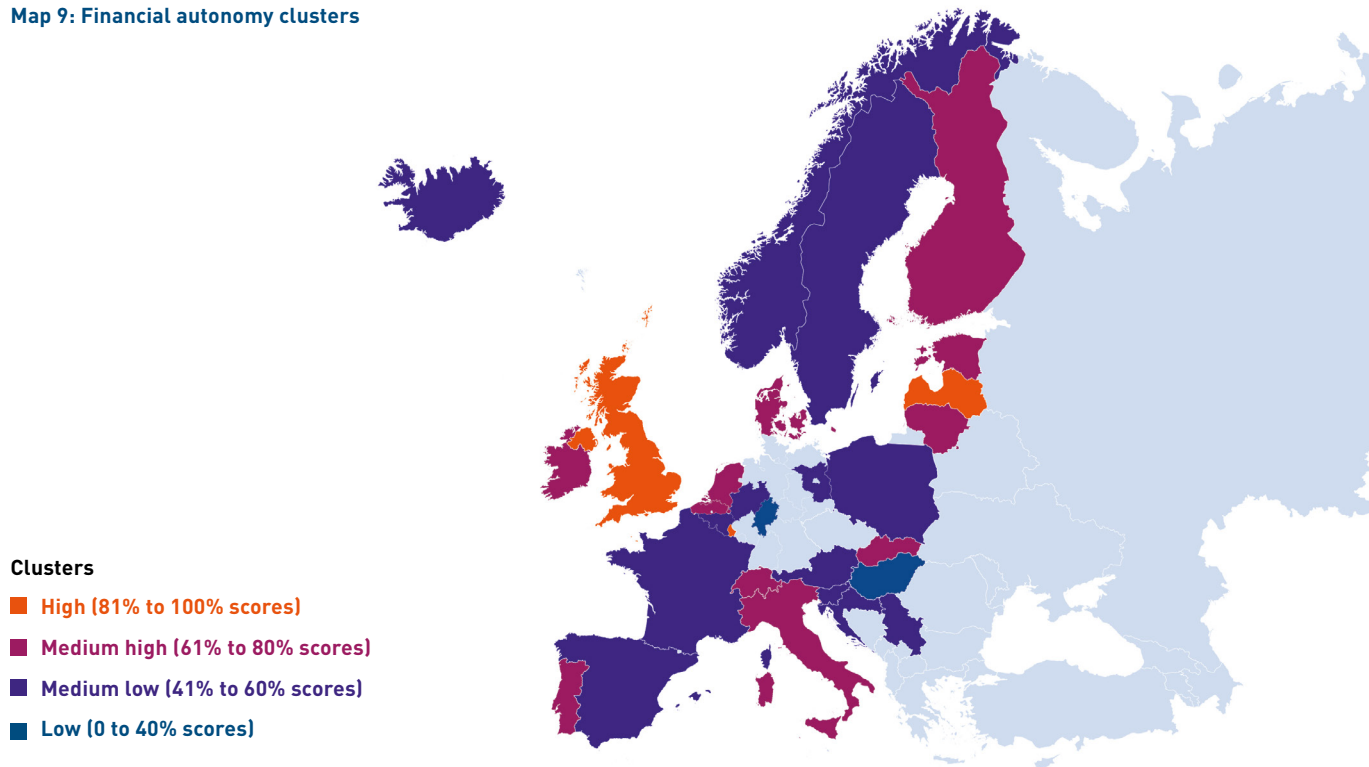 Map 9: Financial autonomy clusters
Clusters
High (81% to 100% scores)
Medium high (61% to 80% scores)
Medium low (41% to 60% scores)
Low (0 to 40% scores)